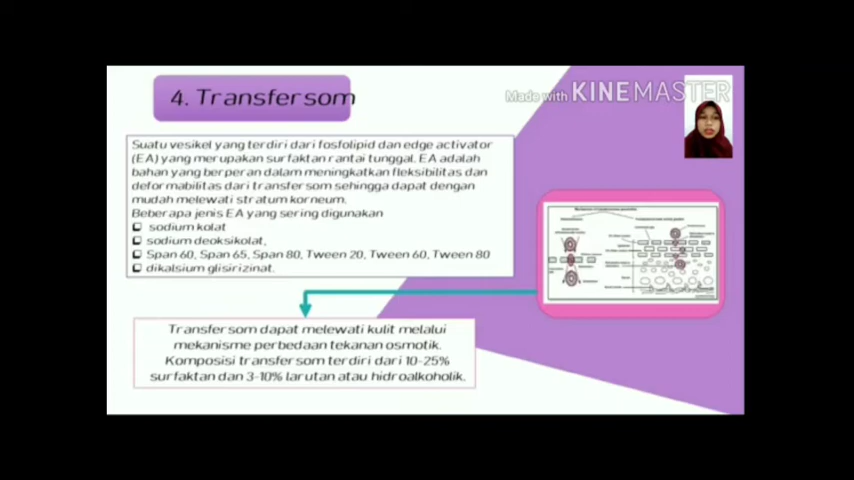 4. Transfersom
Made with KINEMASTER
Suatu vesikel yang terdiri dari fosfolipid dan edge activator
(EA) yang merupakan surfaktan rantai tunggal. EA adalah
bahan yang berperan dalam meningkatkan fleksibilitas dan
deformabilitas dari transfersom sehingga dapat dengan
mudah melewati stratum korneum.
Beberapa jenis EA yang sering digunakan
sodium kolat
sodium deoksikolat,
Span 60, Span 65, Span 80, Tween 20, Tween 60, Tween 80
dikalsium glisirizinat.
Transfersom dapat melewati kulit melalui
mekanisme perbedaan tekanan osmotik.
Komposisi transfersom terdiri dari 10-25%
surfaktan dan 3-10% larutan atau hidroalkoholik.